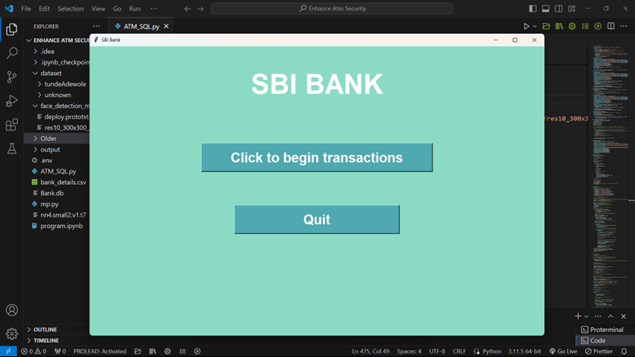 File Edit Selection View Go Run ···
Enhance Atm Security
EXPLORER ···
ATM_SQL.py
ENHANCE ATM SECU
.idea
.ipynb_checkpoin
dataset
tundeAdewole
unknown
face_detection_m
deploy.prototxt
res10_300x300_
Older
output
.env
ATM_SQL.py
bank_details.csv
Bank.db
mp.py
nn4.small2.v1.t7
program.ipynb
SBI Bank
SBI BANK
Click to begin transactions
Quit
/res10_300x3
OUTLINE
TIMELINE
Proterminal
Code
0 0 0 PROLEAD: Activated
Ln 475, Col 49 Spaces: 4 UTF-8 CRLF Python 3.11.5 64-bit Go Live Prettier